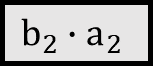 b₂ · a₂